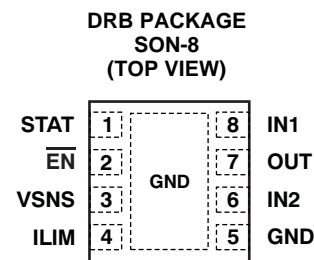 DRB PACKAGE
SON-8
(TOP VIEW)
STAT 1 8 IN1
EN 2 7 OUT
GND
VSNS 3 6 IN2
ILIM 4 5 GND